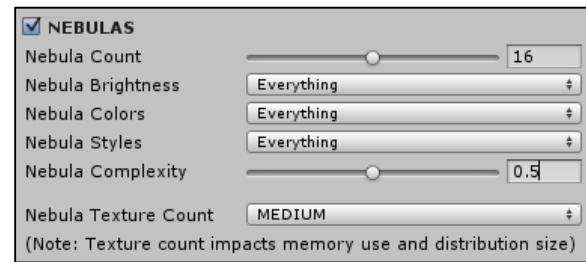 NEBULAS
Nebula Count 16
Nebula Brightness Everything
Nebula Colors Everything
Nebula Styles Everything
Nebula Complexity 0.5
Nebula Texture Count MEDIUM
(Note: Texture count impacts memory use and distribution size)